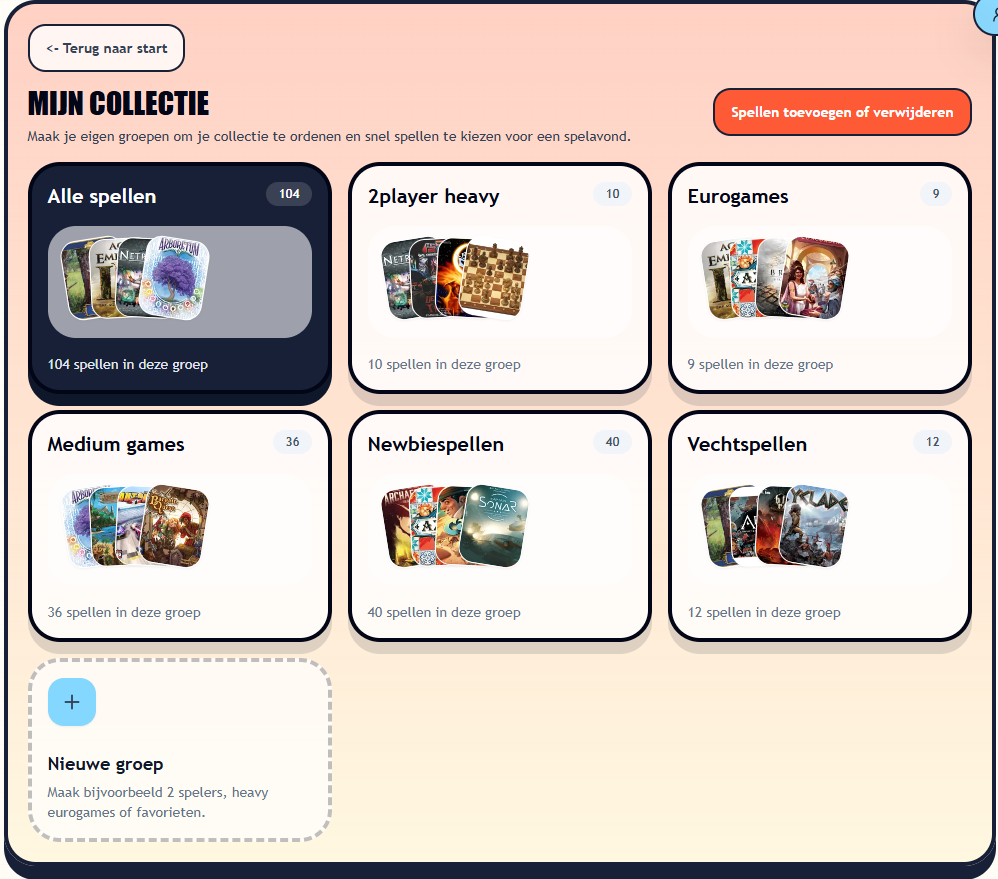 <- Terug naar start
MIJN COLLECTIE
Maak je eigen groepen om je collectie te ordenen en snel spellen te kiezen voor een spelavond.
Spellen toevoegen of verwijderen
Alle spellen
104
ARBORETUM
104 spellen in deze groep
2player heavy
10
10 spellen in deze groep
Eurogames
9
9 spellen in deze groep
Medium games
36
36 spellen in deze groep
Newbiespellen
40
SONAR
40 spellen in deze groep
Vechtspellen
12
12 spellen in deze groep
+
Nieuwe groep
Maak bijvoorbeeld 2 spelers, heavy
eurogames of favorieten.